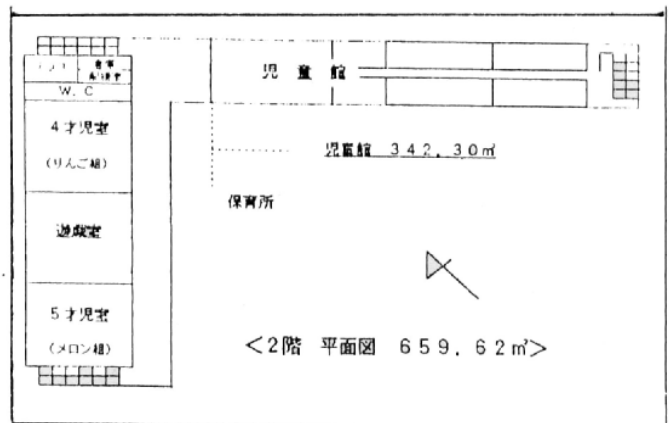 児童館
W.C
4才児室
(りんご組)
児童館 342.30㎡
保育所
遊戯室
5才児室
(メロン組)
<2階 平面図 659.62㎡>